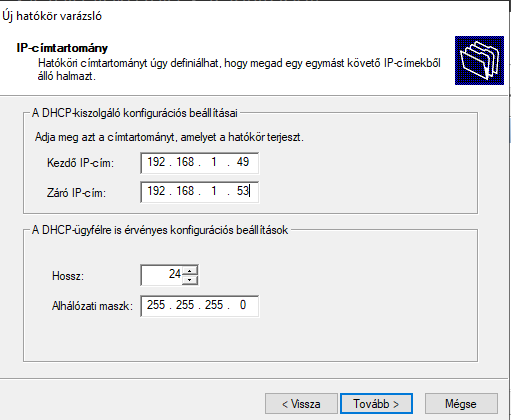 Új hatókör varázsló
IP-címtartomány
Hatóköri címtartományt úgy definiálhat, hogy megad egy egymást követő IP-címekből
álló halmazt.
A DHCP-kiszolgáló konfigurációs beállításai
Adja meg azt a címtartományt, amelyet a hatókör terjeszt.
Kezdő IP-cím: 192 . 168 . 1 . 49
Záró IP-cím: 192 . 168 . 1 . 53
A DHCP-ügyfélre is érvényes konfigurációs beállítások
Hossz: 24
Alhálózati maszk: 255 . 255 . 255 . 0
< Vissza Tovább > Mégse